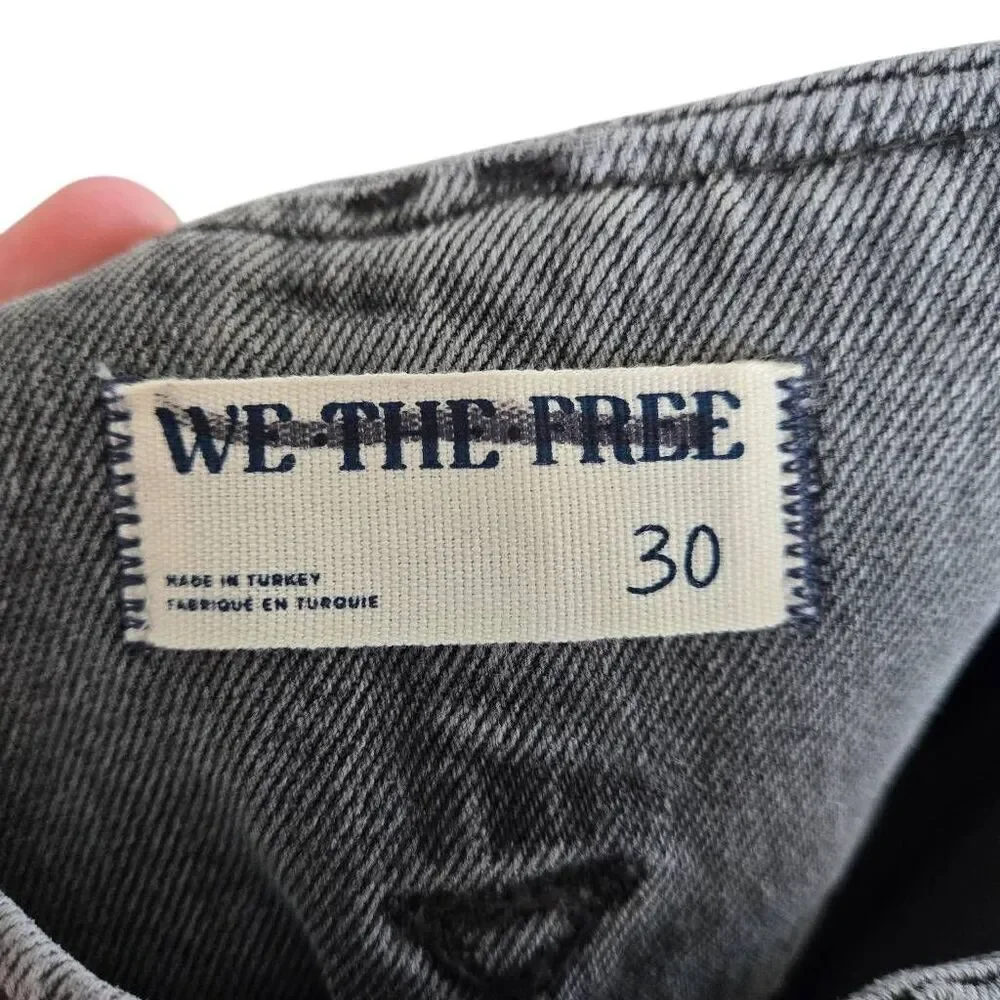 WE·THE·FREE
30
MADE IN TURKEY
FABRIQUÉ EN TURQUIE